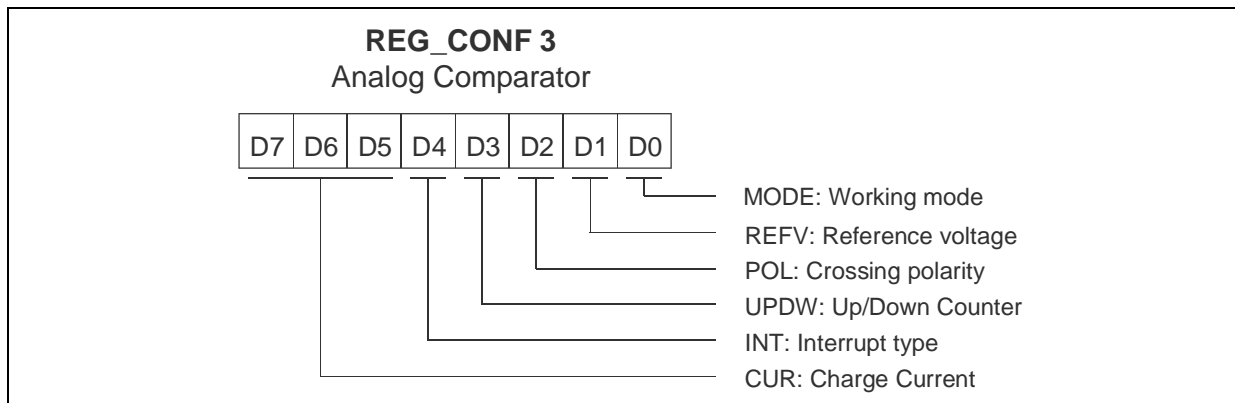 REG_CONF 3
Analog Comparator
D7 D6 D5 D4 D3 D2 D1 D0
MODE: Working mode
REFV: Reference voltage
POL: Crossing polarity
UPDW: Up/Down Counter
INT: Interrupt type
CUR: Charge Current